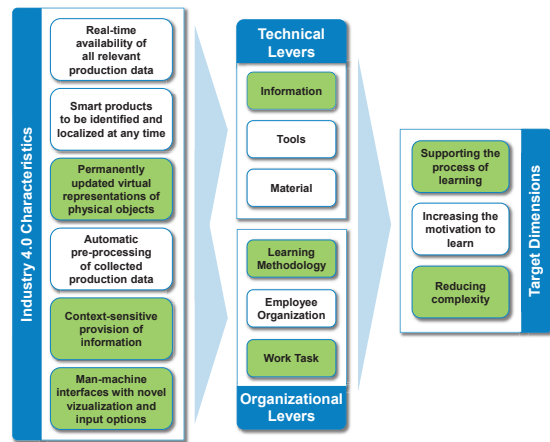 Industry 4.0 Characteristics
Real-time
availability of
all relevant
production data
Smart products
to be identified and
localized at any time
Permanently
updated virtual
representations of
physical objects
Automatic
pre-processing
of collected
production data
Context-sensitive
provision of
information
Man-machine
interfaces with novel
vizualization and
input options
Technical
Levers
Information
Tools
Material
Learning
Methodology
Employee
Organization
Work Task
Organizational
Levers
Supporting the
process of
learning
Increasing the
motivation to
learn
Reducing
complexity
Target Dimensions